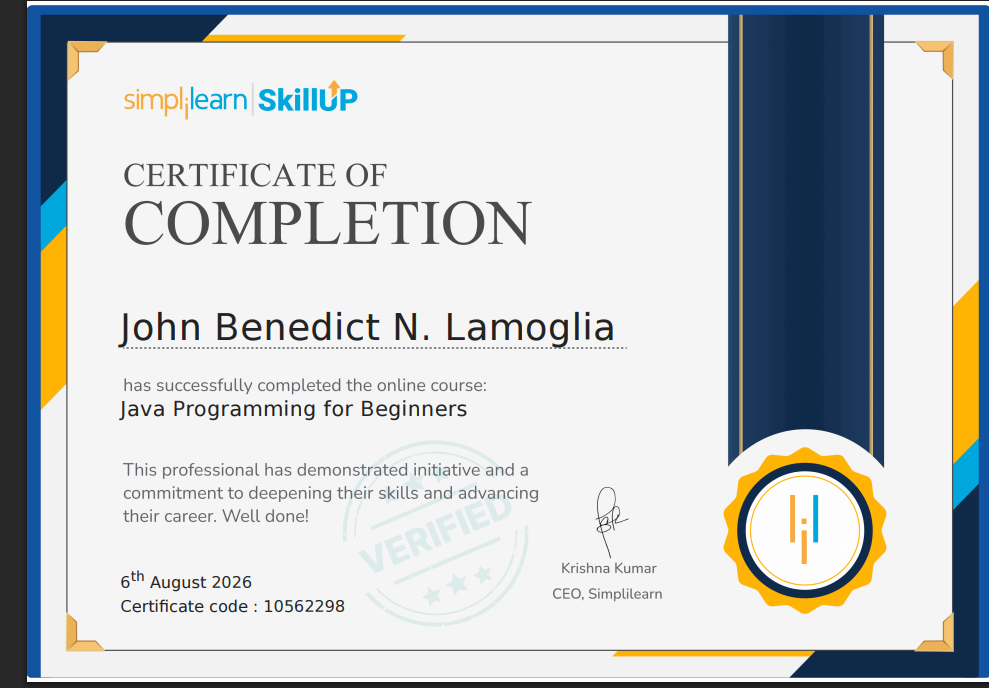 simplilearn | SkillUP
CERTIFICATE OF
COMPLETION
John Benedict N. Lamoglia
has successfully completed the online course:
Java Programming for Beginners
This professional has demonstrated initiative and a
commitment to deepening their skills and advancing
their career. Well done!
VERIFIED
6th August 2026
Certificate code : 10562298
Krishna Kumar
CEO, Simplilearn